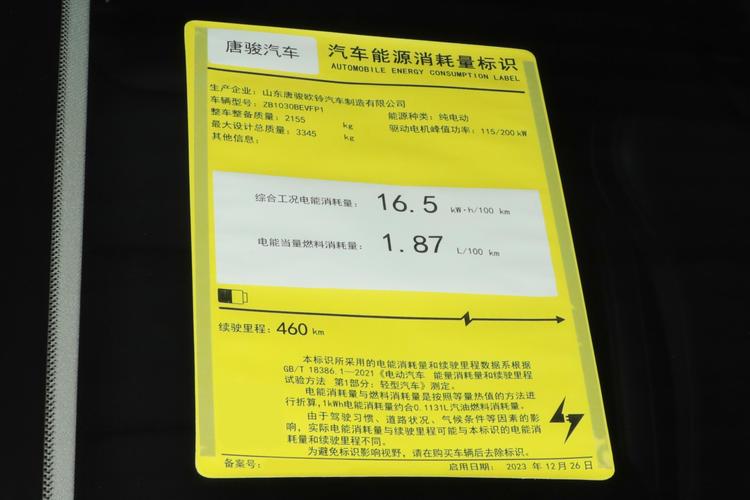 唐骏汽车 汽车能源消耗量标识
AUTOMOBILE ENERGY CONSUMPTION LABEL
生产企业：山东唐骏欧铃汽车制造有限公司
车辆型号：ZB1030BEVFP1 能源种类：纯电动
整车整备质量：2155 kg 驱动电机峰值功率：115/200 kW
最大设计总质量：3345 kg
其他信息：
综合工况电能消耗量：16.5 kW·h/100 km
电能当量燃料消耗量：1.87 L/100 km
续驶里程：460 km
本标识所采用的电能消耗量和续驶里程数据系根据
GB/T 18386.1—2021《电动汽车 能量消耗量和续驶里程
试验方法 第1部分：轻型汽车》测定。
电能消耗量与燃料消耗量是按照等量热值的方法进
行折算，1kWh电能消耗量约合0.1131L汽油燃料消耗量。
由于驾驶习惯、道路状况、气候条件等因素的影
响，实际电能消耗量与续驶里程可能与本标识的电能消
耗量和续驶里程不同。
为避免标识影响视野，请在购买车辆后去除标识。
备案号： 启用日期：2023 年 12 月 26 日